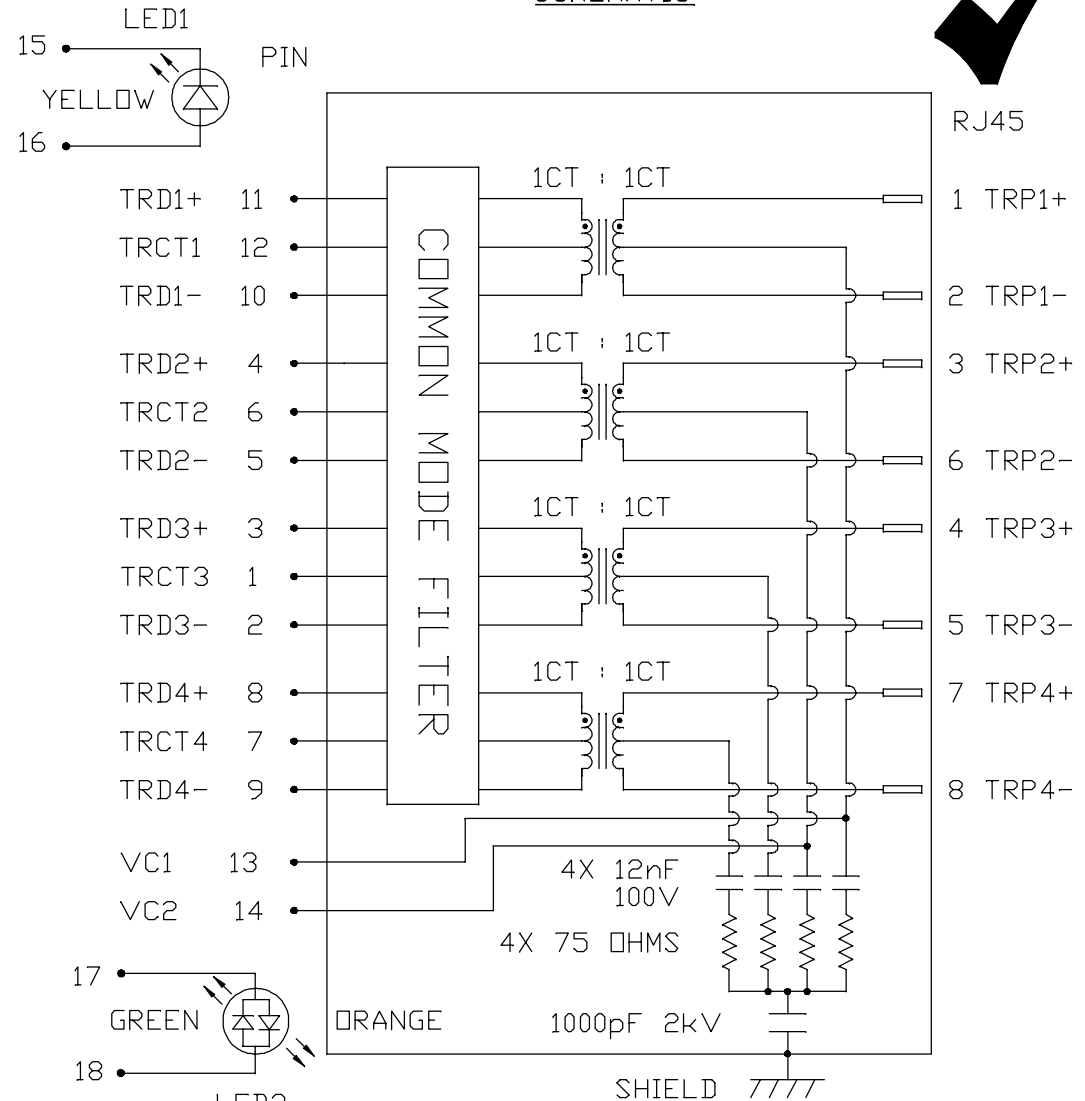 LED1
15
PIN
YELLOW
16
RJ45
1CT : 1CT
TRD1+ 11
1 TRP1+
TRCT1 12
TRD1- 10
2 TRP1-
1CT : 1CT
TRD2+ 4
3 TRP2+
TRCT2 6
TRD2- 5
6 TRP2-
1CT : 1CT
TRD3+ 3
4 TRP3+
TRCT3 1
TRD3- 2
5 TRP3-
1CT : 1CT
TRD4+ 8
7 TRP4+
TRCT4 7
TRD4- 9
8 TRP4-
COMMON MODE FILTER
VC1 13
4X 12nF
100V
VC2 14
4X 75 OHMS
17
GREEN
ORANGE
1000pF 2kV
18
SHIELD